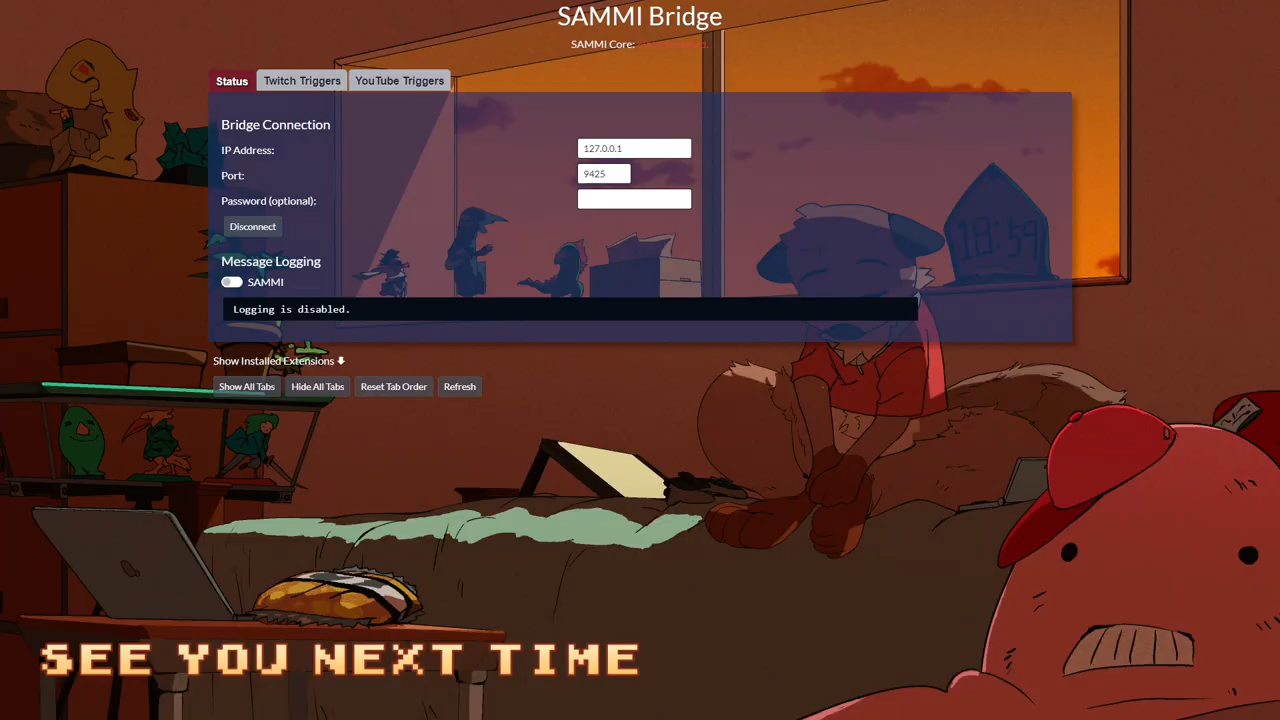 SAMMI Bridge
SAMMI Core:
Status Twitch Triggers YouTube Triggers
Bridge Connection
IP Address: 127.0.0.1
Port: 9425
Password (optional):
Disconnect
Message Logging
SAMMI
Logging is disabled.
Show Installed Extensions
Show All Tabs Hide All Tabs Reset Tab Order Refresh
18:59
SEE YOU NEXT TIME